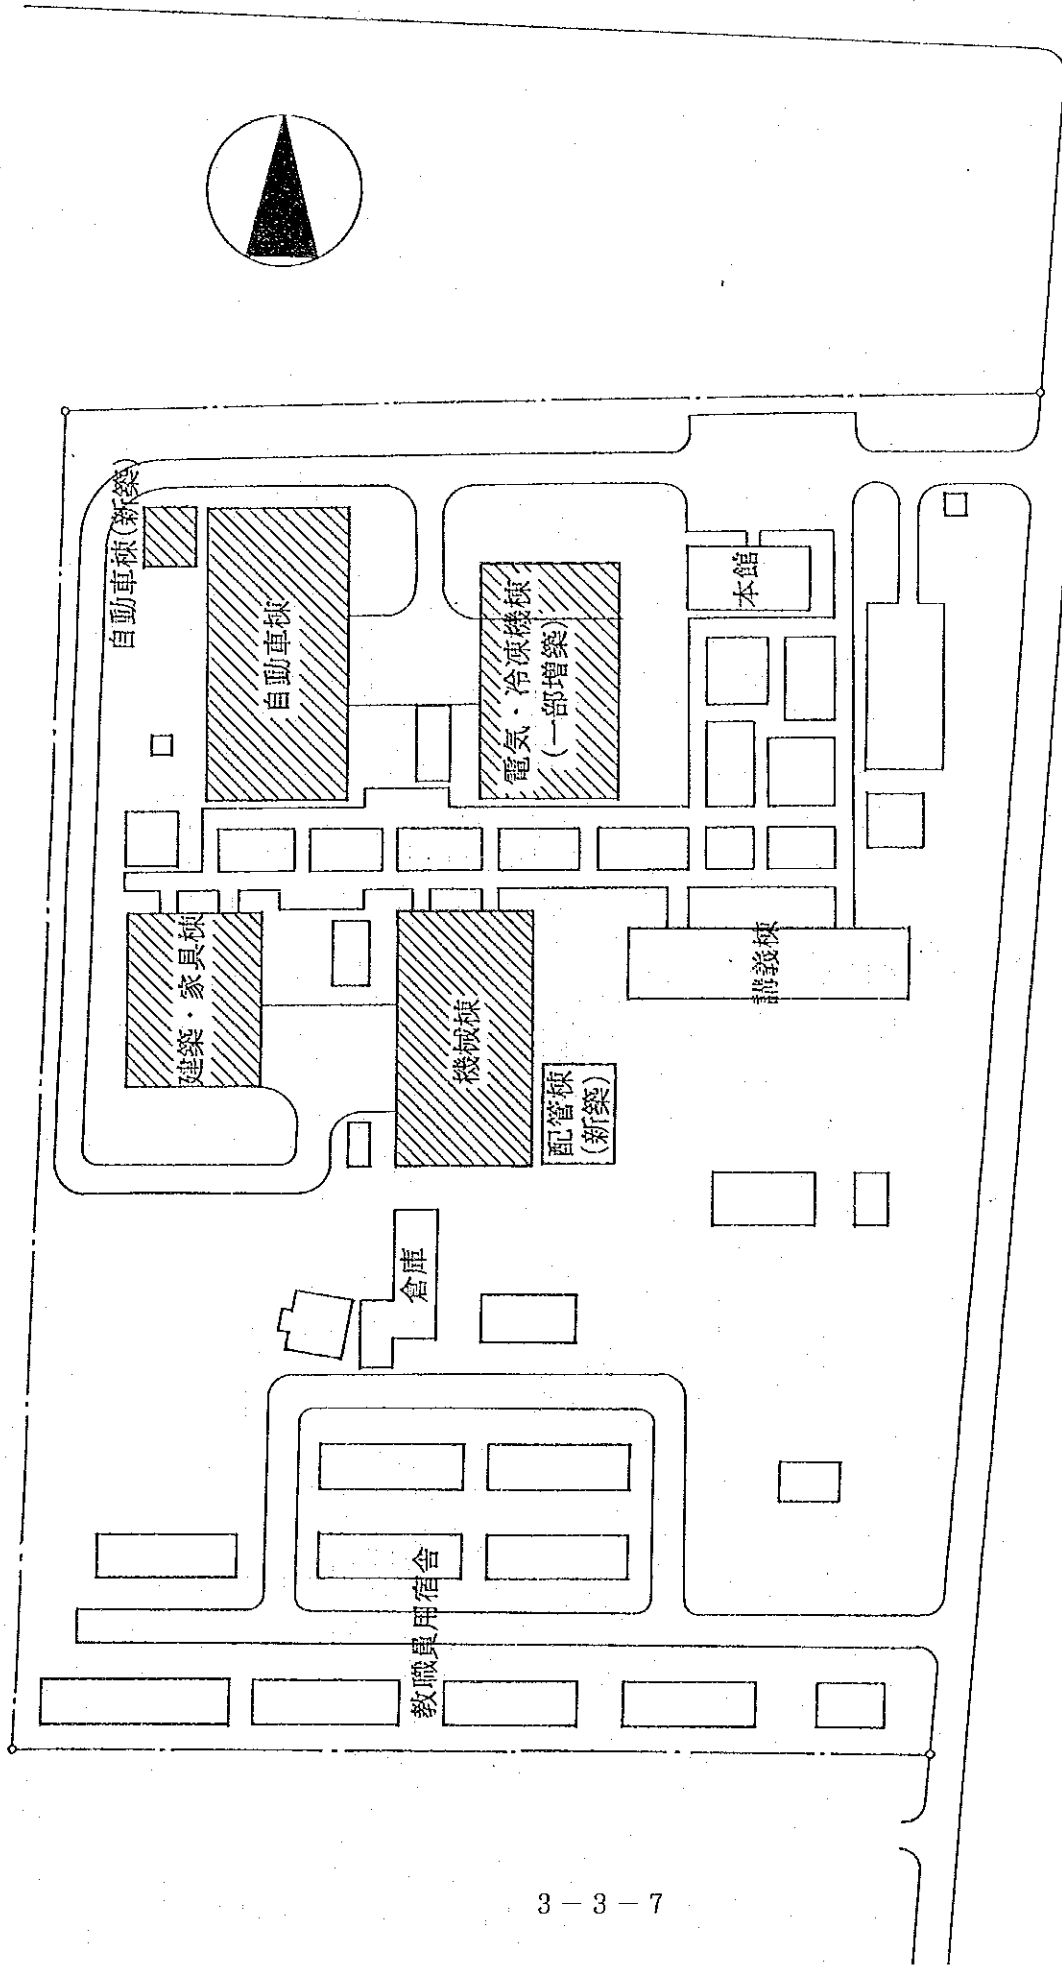 自動車棟(新築)
自動車棟
電気・冷凍機棟
(一部増築)
本館
建築・家具棟
機械棟
配管棟
(新築)
講義棟
倉庫
教職員用宿舎
3-3-7